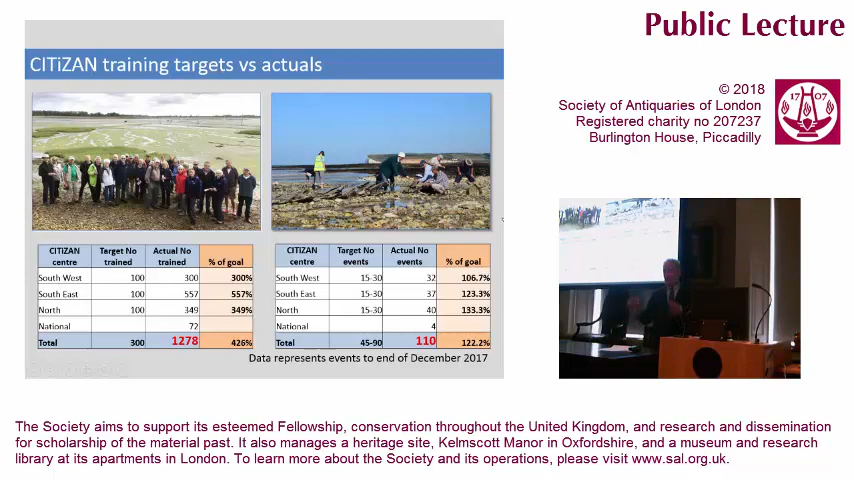 Public Lecture
CITiZAN training targets vs actuals
© 2018
Society of Antiquaries of London
Registered charity no 207237
Burlington House, Piccadilly
17 07
CITiZAN centre Target No trained Actual No trained % of goal
South West 100 300 300%
South East 100 557 557%
North 100 349 349%
National 72
Total 300 1278 426%
CITiZAN centre Target No events Actual No events % of goal
South West 15-30 32 106.7%
South East 15-30 37 123.3%
North 15-30 40 133.3%
National 4
Total 45-90 110 122.2%
Data represents events to end of December 2017
The Society aims to support its esteemed Fellowship, conservation throughout the United Kingdom, and research and dissemination
for scholarship of the material past. It also manages a heritage site, Kelmscott Manor in Oxfordshire, and a museum and research
library at its apartments in London. To learn more about the Society and its operations, please visit www.sal.org.uk.